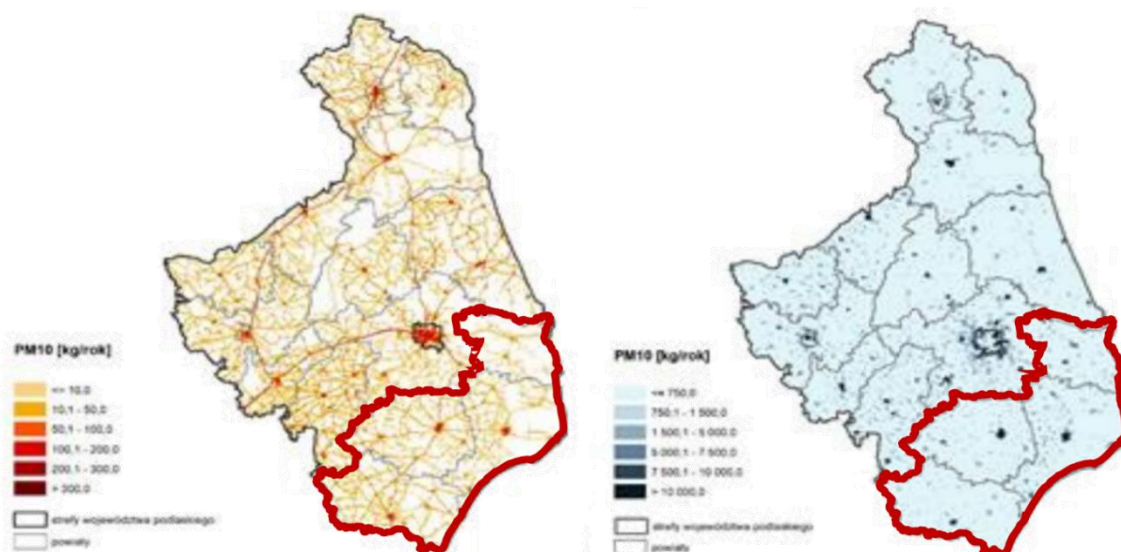 PM10 [kg/rok]
<= 10,0
10,1 - 50,0
50,1 - 100,0
100,1 - 200,0
200,1 - 300,0
> 300,0
strefy województwa podlaskiego
powiaty
PM10 [kg/rok]
<= 750,0
750,1 - 1 500,0
1 500,1 - 5 000,0
5 000,1 - 7 500,0
7 500,1 - 10 000,0
> 10 000,0
strefy województwa podlaskiego
powiaty